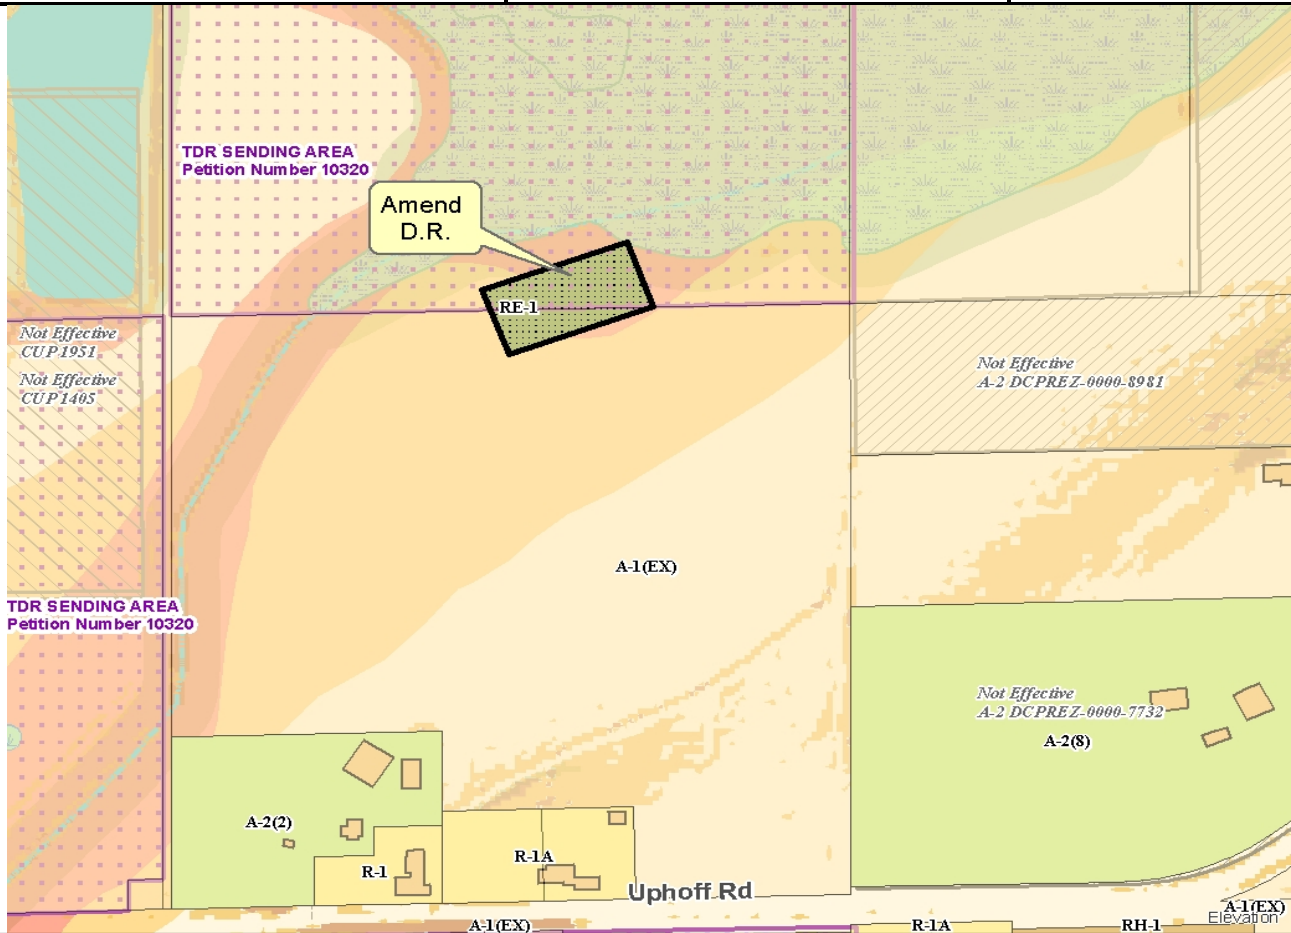 TDR SENDING AREA
Petition Number 10320
Amend
D.R.
RE-1
Not Effective
CUP 1951
Not Effective
CUP 1405
Not Effective
A-2 DCPREZ-0000-8981
A-1(EX)
TDR SENDING AREA
Petition Number 10320
Not Effective
A-2 DCPREZ-0000-7732
A-2(8)
A-2(2)
R-1
R-1A
Uphoff Rd
A-1(EX)
R-1A
RH-1
A-1(EX)
Elevation